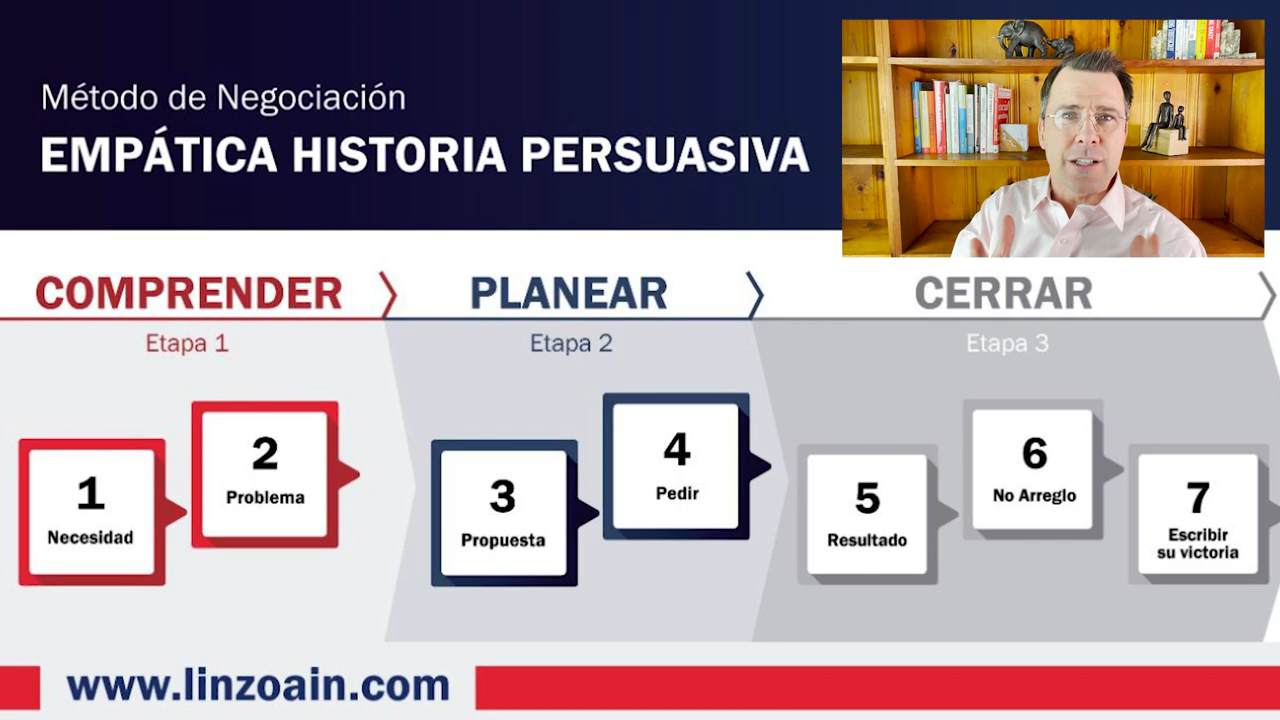 Método de Negociación
EMPÁTICA HISTORIA PERSUASIVA
COMPRENDER
Etapa 1
PLANEAR
Etapa 2
CERRAR
Etapa 3
1
Necesidad
2
Problema
3
Propuesta
4
Pedir
5
Resultado
6
No Arreglo
7
Escribir
su victoria
www.linzoain.com